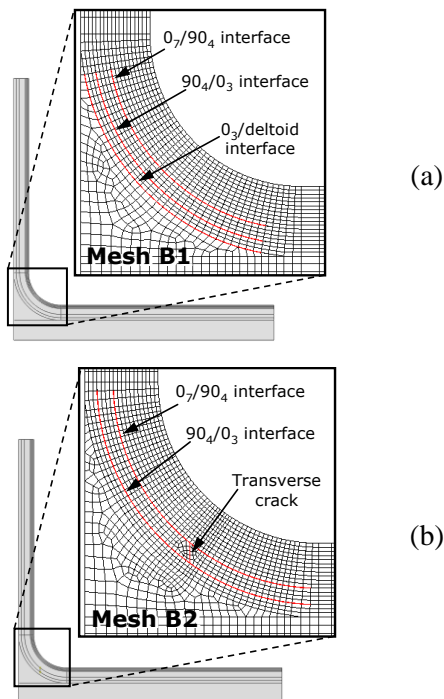 0₇/90₄ interface
90₄/0₃ interface
0₃/deltoid
interface
(a)
Mesh B1
0₇/90₄ interface
90₄/0₃ interface
Transverse
crack
(b)
Mesh B2